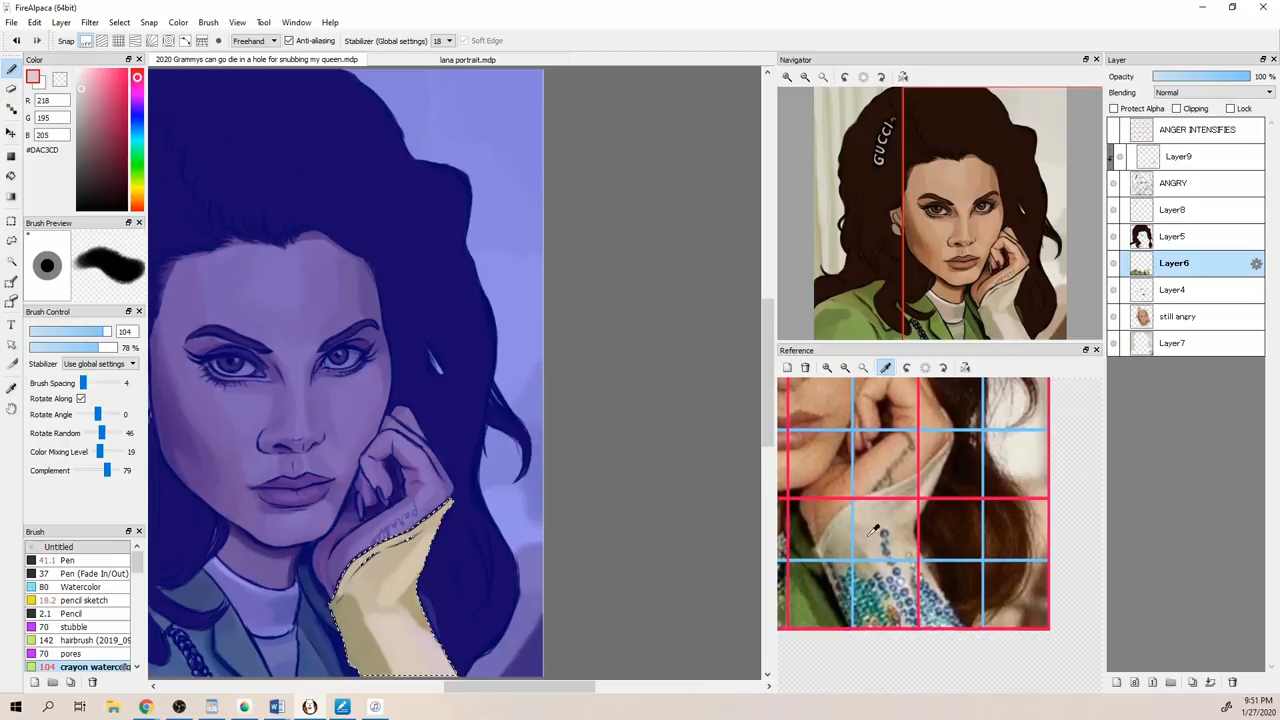 FireAlpaca (64bit)
File Edit Layer Filter Select Snap Color Brush View Tool Window Help
Snap OFF Freehand Anti-aliasing Stabilizer (Global settings) 18 Soft Edge
Color
R 218
G 195
B 205
#DAC3CD
Brush Preview
Brush Control
104
78 %
Stabilizer Use global settings
Brush Spacing 4
Rotate Along
Rotate Angle 0
Rotate Random 46
Color Mixing Level 19
Complement 79
Brush
Untitled
41.1 Pen
37 Pen (Fade In/Out)
80 Watercolor
18.2 pencil sketch
2.1 Pencil
70 stubble
142 hairbrush (2019_09
70 pores
104 crayon waterco
2020 Grammys can go die in a hole for snubbing my queen.mdp
lana portrait.mdp
Navigator
GUCCI
Reference
Layer
Opacity 100 %
Blending Normal
Protect Alpha Clipping Lock
ANGER INTENSIFIES
Layer9
ANGRY
Layer8
Layer5
Layer6
Layer4
still angry
Layer7
9:51 PM
1/27/2020